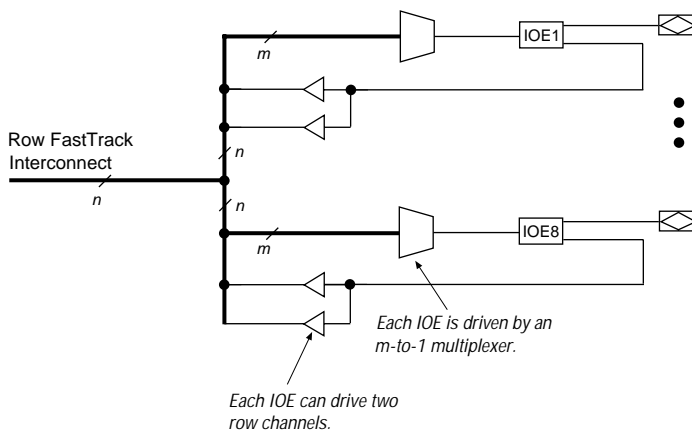 m
IOE1
Row FastTrack
Interconnect
n
n
n
m
IOE8
Each IOE is driven by an
m-to-1 multiplexer.
Each IOE can drive two
row channels.